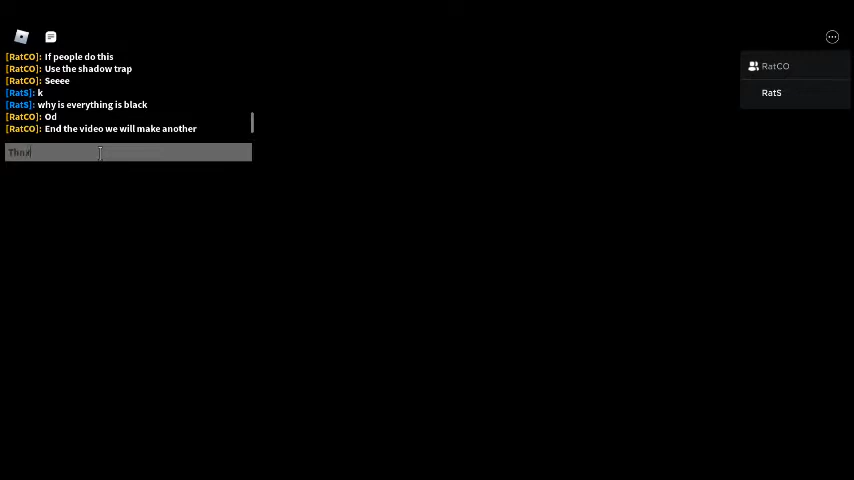 [RatCO]: If people do this
[RatCO]: Use the shadow trap
[RatCO]: Seeee
[RatS]: k
[RatS]: why is everything is black
[RatCO]: Od
[RatCO]: End the video we will make another
Thnx
RatCO
RatS